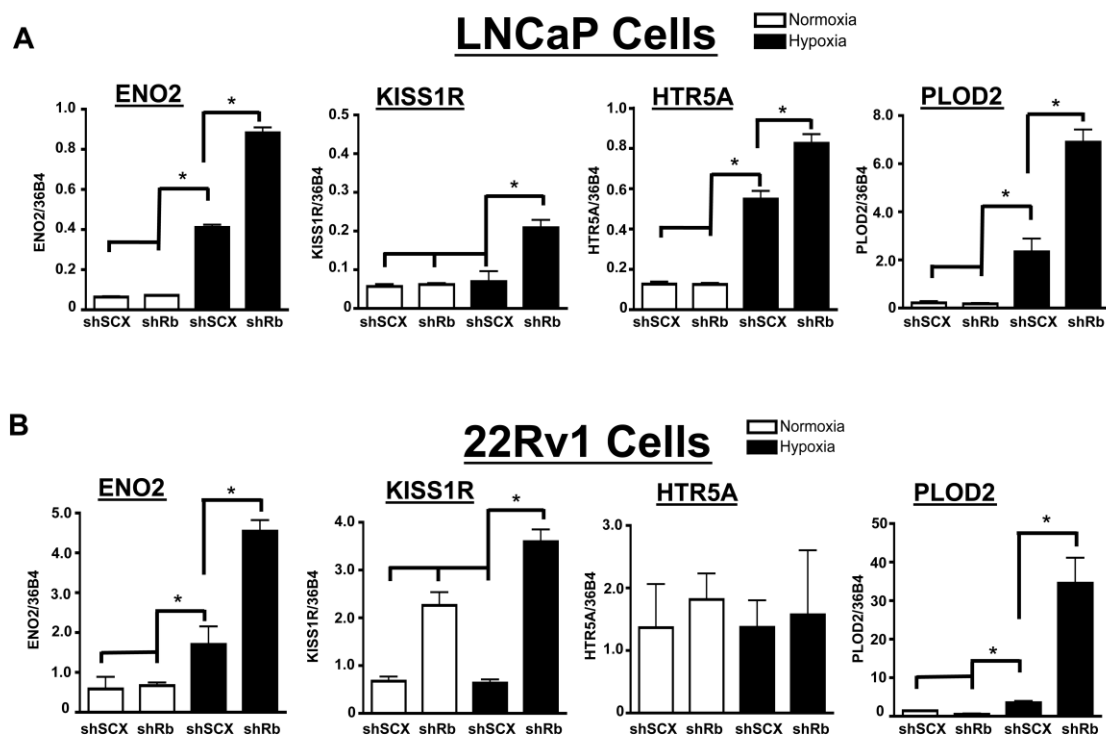 A
LNCaP Cells
Normoxia
Hypoxia
ENO2
ENO2/36B4
1.0
0.8
0.6
0.4
0.2
0.0
*
*
shSCX shRb shSCX shRb
KISS1R
KISS1R/36B4
0.5
0.4
0.3
0.2
0.1
0
*
shSCX shRb shSCX shRb
HTR5A
HTR5A/36B4
1.0
0.8
0.6
0.4
0.2
0.0
*
*
shSCX shRb shSCX shRb
PLOD2
PLOD2/36B4
8.0
6.0
4.0
2.0
0
*
*
shSCX shRb shSCX shRb
B
22Rv1 Cells
Normoxia
Hypoxia
ENO2
ENO2/36B4
5.0
4.0
3.0
2.0
1.0
0
*
*
shSCX shRb shSCX shRb
KISS1R
KISS1R/36B4
4.0
3.0
2.0
1.0
0
*
shSCX shRb shSCX shRb
HTR5A
HTR5A/36B4
3.0
2.0
1.0
0
shSCX shRb shSCX shRb
PLOD2
PLOD2/36B4
50
40
30
20
10
0
*
*
shSCX shRb shSCX shRb